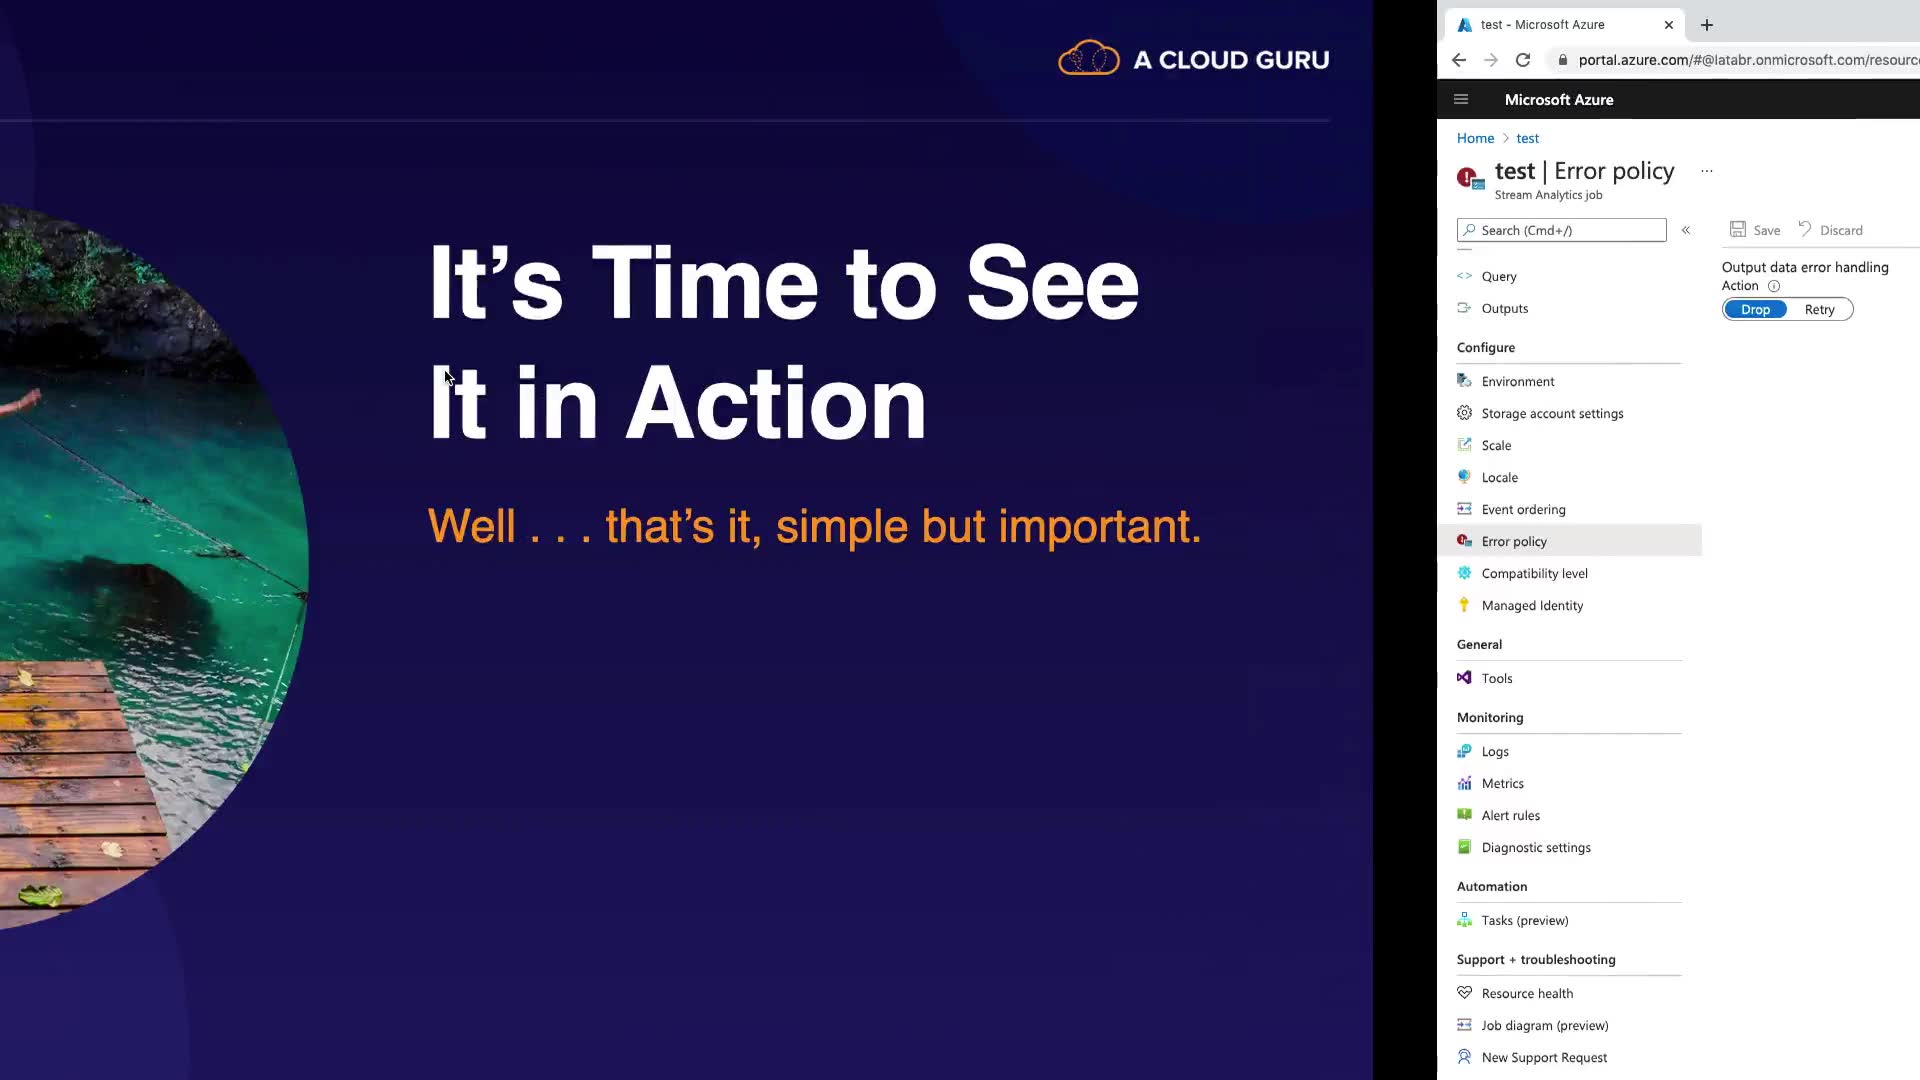 A CLOUD GURU
It’s Time to See
It in Action
Well . . . that’s it, simple but important.
test - Microsoft Azure
portal.azure.com/#@latabr.onmicrosoft.com/resourc
Microsoft Azure
Home > test
test | Error policy ...
Stream Analytics job
Search (Cmd+/) «
Save Discard
Output data error handling
Action
Drop Retry
Query
Outputs
Configure
Environment
Storage account settings
Scale
Locale
Event ordering
Error policy
Compatibility level
Managed Identity
General
Tools
Monitoring
Logs
Metrics
Alert rules
Diagnostic settings
Automation
Tasks (preview)
Support + troubleshooting
Resource health
Job diagram (preview)
New Support Request